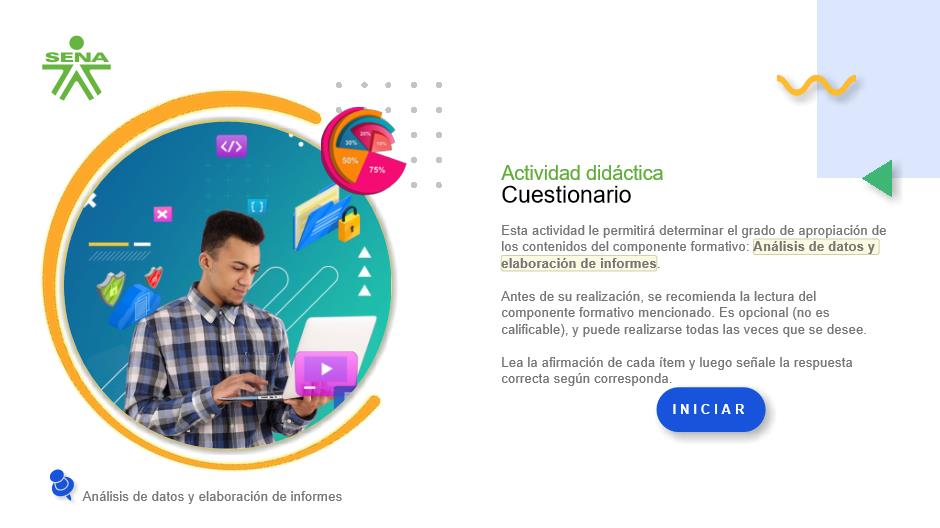 SENA
</>
{ }
20%
10%
30%
50%
75%
Actividad didáctica
Cuestionario
Esta actividad le permitirá determinar el grado de apropiación de
los contenidos del componente formativo: Análisis de datos y
elaboración de informes.
Antes de su realización, se recomienda la lectura del
componente formativo mencionado. Es opcional (no es
calificable), y puede realizarse todas las veces que se desee.
Lea la afirmación de cada ítem y luego señale la respuesta
correcta según corresponda.
INICIAR
Análisis de datos y elaboración de informes